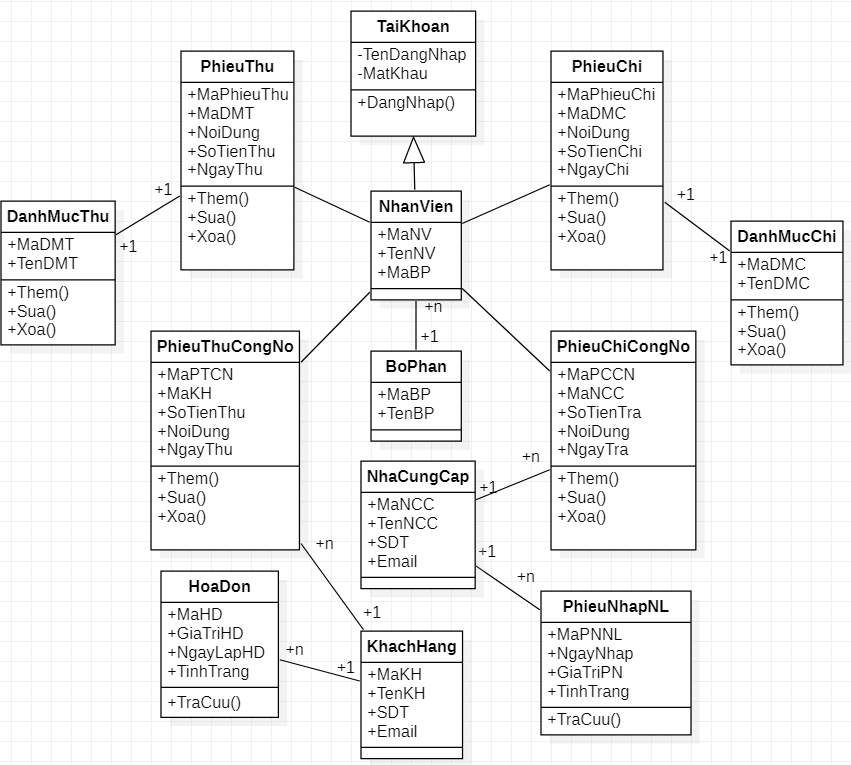 TaiKhoan
-TenDangNhap
-MatKhau
+DangNhap()
PhieuThu
+MaPhieuThu
+MaDMT
+NoiDung
+SoTienThu
+NgayThu
+Them()
+Sua()
+Xoa()
PhieuChi
+MaPhieuChi
+MaDMC
+NoiDung
+SoTienChi
+NgayChi
+Them()
+Sua()
+Xoa()
+1
+1
DanhMucThu
+MaDMT
+TenDMT
+Them()
+Sua()
+Xoa()
NhanVien
+MaNV
+TenNV
+MaBP
+1
+1
DanhMucChi
+MaDMC
+TenDMC
+Them()
+Sua()
+Xoa()
+n
+1
PhieuThuCongNo
+MaPTCN
+MaKH
+SoTienThu
+NoiDung
+NgayThu
+Them()
+Sua()
+Xoa()
BoPhan
+MaBP
+TenBP
PhieuChiCongNo
+MaPCCN
+MaNCC
+SoTienTra
+NoiDung
+NgayTra
+Them()
+Sua()
+Xoa()
+n
+1
NhaCungCap
+MaNCC
+TenNCC
+SDT
+Email
+1
+n
+n
+1
HoaDon
+MaHD
+GiaTriHD
+NgayLapHD
+TinhTrang
+TraCuu()
+n
+1
KhachHang
+MaKH
+TenKH
+SDT
+Email
PhieuNhapNL
+MaPNNL
+NgayNhap
+GiaTriPN
+TinhTrang
+TraCuu()